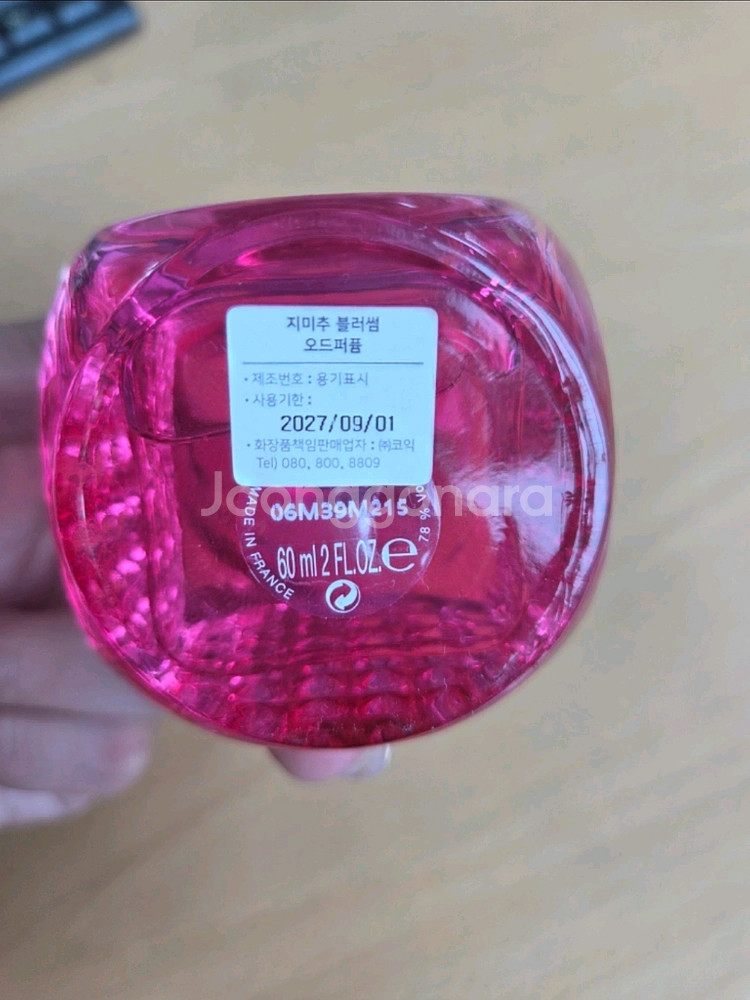 지미추 블러썸
오드퍼퓸
• 제조번호 : 용기표시
• 사용기한 :
2027/09/01
• 화장품책임판매업자 : ㈜코익
Tel) 080. 800. 8809
Joonggonara
06M39M215
MADE IN FRANCE
78 % Vol
60 ml 2 FL.OZ. e